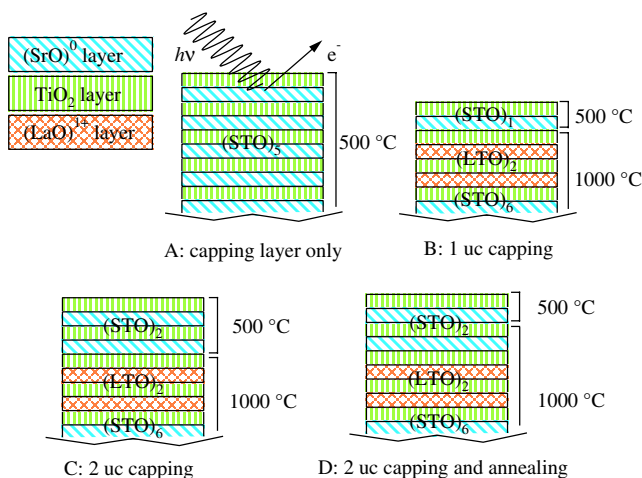 (SrO)⁰ layer
TiO₂ layer
(LaO)¹⁺ layer
hν
e⁻
(STO)₅
500 °C
A: capping layer only
(STO)₁
500 °C
(LTO)₂
1000 °C
(STO)₆
B: 1 uc capping
(STO)₂
500 °C
(LTO)₂
1000 °C
(STO)₆
C: 2 uc capping
500 °C
(STO)₂
(LTO)₂
1000 °C
(STO)₆
D: 2 uc capping and annealing